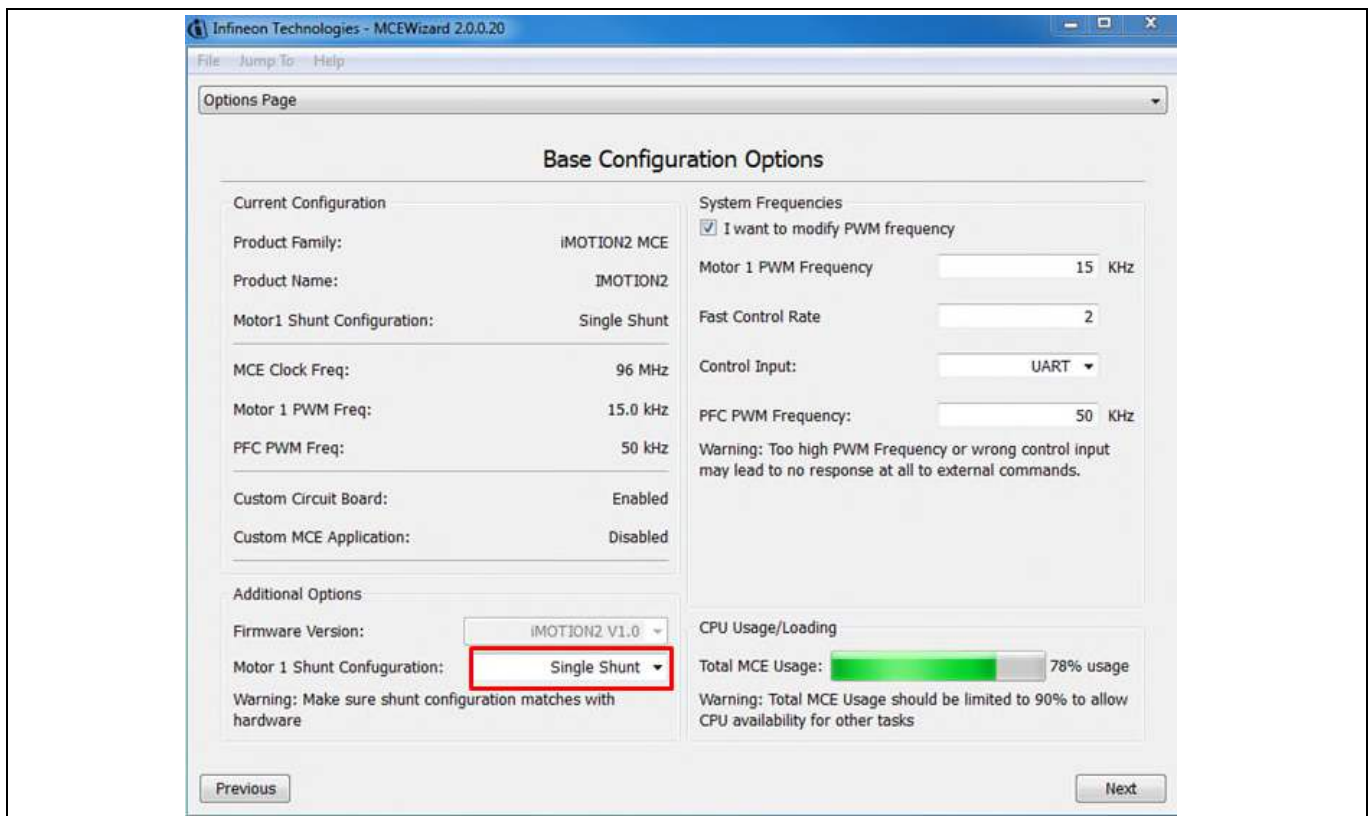 Infineon Technologies - MCEWizard 2.0.0.20
File Jump To Help
Options Page
Base Configuration Options
Current Configuration
Product Family: iMOTION2 MCE
Product Name: IMOTION2
Motor1 Shunt Configuration: Single Shunt
MCE Clock Freq: 96 MHz
Motor 1 PWM Freq: 15.0 kHz
PFC PWM Freq: 50 kHz
Custom Circuit Board: Enabled
Custom MCE Application: Disabled
Additional Options
Firmware Version: iMOTION2 V1.0
Motor 1 Shunt Confuguration: Single Shunt
Warning: Make sure shunt configuration matches with
hardware
System Frequencies
I want to modify PWM frequency
Motor 1 PWM Frequency 15 KHz
Fast Control Rate 2
Control Input: UART
PFC PWM Frequency: 50 KHz
Warning: Too high PWM Frequency or wrong control input
may lead to no response at all to external commands.
CPU Usage/Loading
Total MCE Usage: 78% usage
Warning: Total MCE Usage should be limited to 90% to allow
CPU availability for other tasks
Previous
Next